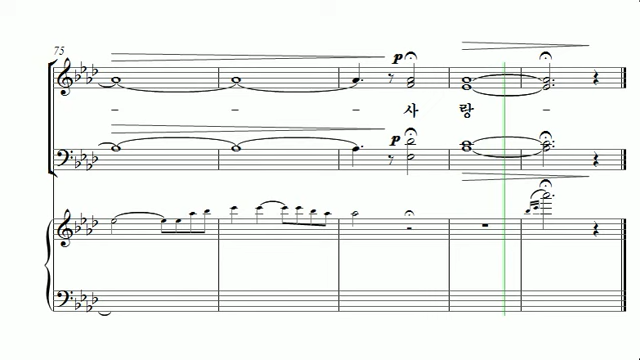 75
p
– – – 사 랑 –
p